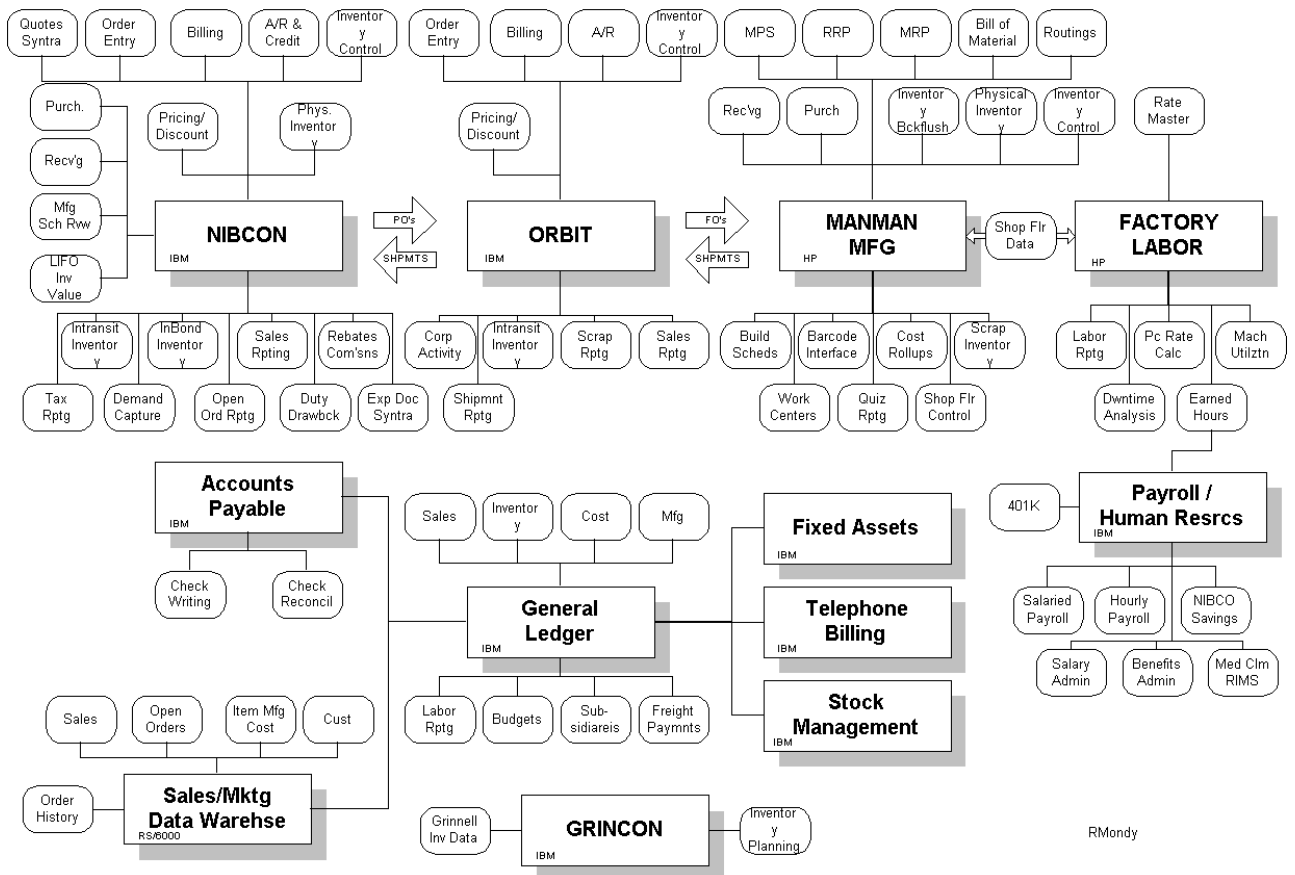 Quotes
Syntra
Order
Entry
Billing
A/R &
Credit
Inventor
y
Control
Order
Entry
Billing
A/R
Inventor
y
Control
MPS
RRP
MRP
Bill of
Material
Routings
Purch.
Pricing/
Discount
Phys.
Inventor
y
Pricing/
Discount
Rec'vg
Purch
Inventor
y
Bckflush
Physical
Inventor
y
Inventor
y
Control
Rate
Master
Recv'g
Mfg
Sch Rvw
LIFO
Inv
Value
NIBCON
IBM
PO's
SHPMTS
ORBIT
IBM
FO's
SHPMTS
MANMAN
MFG
HP
Shop Flr
Data
FACTORY
LABOR
HP
Intransit
Inventor
y
InBond
Inventor
y
Sales
Rpting
Rebates
Com'sns
Corp
Activity
Intransit
Inventor
y
Scrap
Rptg
Sales
Rptg
Build
Scheds
Barcode
Interface
Cost
Rollups
Scrap
Inventor
y
Labor
Rptg
Pc Rate
Calc
Mach
Utilztn
Tax
Rptg
Demand
Capture
Open
Ord Rptg
Duty
Drawbck
Exp Doc
Syntra
Shipmnt
Rptg
Work
Centers
Quiz
Rptg
Shop Flr
Control
Dwntime
Analysis
Earned
Hours
Accounts
Payable
IBM
Check
Writing
Check
Reconcil
Sales
Inventor
y
Cost
Mfg
General
Ledger
IBM
Labor
Rptg
Budgets
Sub-
sidiareis
Freight
Paymnts
Fixed Assets
IBM
Telephone
Billing
IBM
Stock
Management
IBM
401K
Payroll /
Human Resrcs
IBM
Salaried
Payroll
Hourly
Payroll
NIBCO
Savings
Salary
Admin
Benefits
Admin
Med Clm
RIMS
Sales
Open
Orders
Item Mfg
Cost
Cust
Order
History
Sales/Mktg
Data Warehse
RS/6000
Grinnell
Inv Data
GRINCON
IBM
Inventor
y
Planning
RMondy